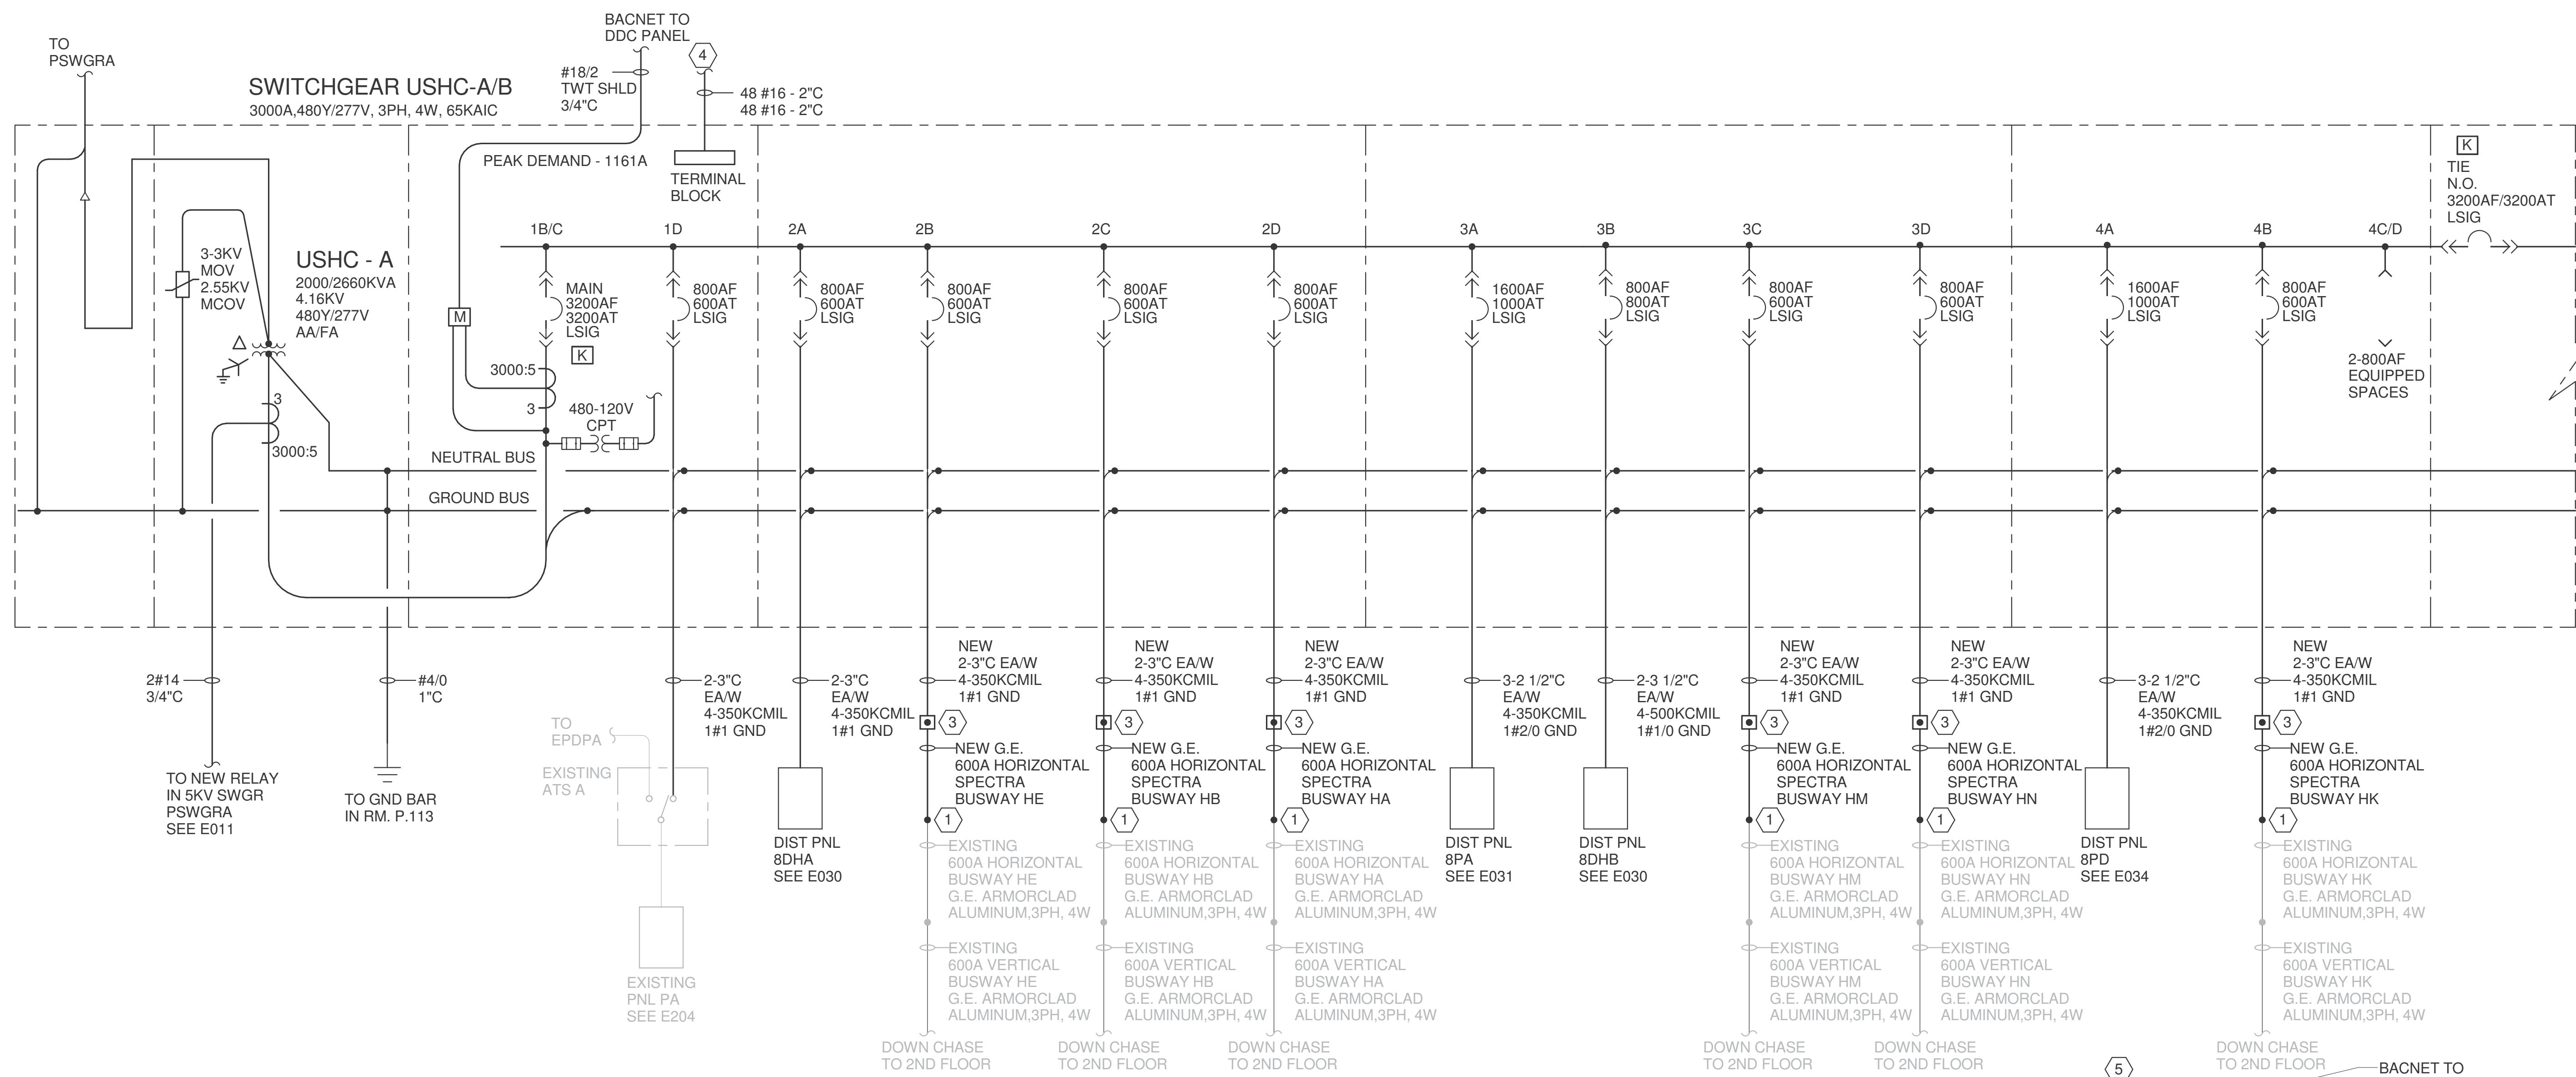 TO
PSWGRA
SWITCHGEAR USHC-A/B
3000A,480Y/277V, 3PH, 4W, 65KAIC
BACNET TO
DDC PANEL
#18/2
TWT SHLD
3/4"C
4
48 #16 - 2"C
48 #16 - 2"C
PEAK DEMAND - 1161A
TERMINAL
BLOCK
K
TIE
N.O.
3200AF/3200AT
LSIG
3-3KV
MOV
2.55KV
MCOV
USHC - A
2000/2660KVA
4.16KV
480Y/277V
AA/FA
3
3000:5
M
1B/C
MAIN
3200AF
3200AT
LSIG
K
3000:5
3
480-120V
CPT
1D
800AF
600AT
LSIG
2A
800AF
600AT
LSIG
2B
800AF
600AT
LSIG
2C
800AF
600AT
LSIG
2D
800AF
600AT
LSIG
3A
1600AF
1000AT
LSIG
3B
800AF
800AT
LSIG
3C
800AF
600AT
LSIG
3D
800AF
600AT
LSIG
4A
1600AF
1000AT
LSIG
4B
800AF
600AT
LSIG
4C/D
2-800AF
EQUIPPED
SPACES
NEUTRAL BUS
GROUND BUS
2#14
3/4"C
TO NEW RELAY
IN 5KV SWGR
PSWGRA
SEE E011
#4/0
1"C
TO GND BAR
IN RM. P.113
2-3"C
EA/W
4-350KCMIL
1#1 GND
TO
EPDPA
EXISTING
ATS A
EXISTING
PNL PA
SEE E204
2-3"C
EA/W
4-350KCMIL
1#1 GND
DIST PNL
8DHA
SEE E030
NEW
2-3"C EA/W
4-350KCMIL
1#1 GND
3
NEW G.E.
600A HORIZONTAL
SPECTRA
BUSWAY HE
1
EXISTING
600A HORIZONTAL
BUSWAY HE
G.E. ARMORCLAD
ALUMINUM,3PH, 4W
EXISTING
600A VERTICAL
BUSWAY HE
G.E. ARMORCLAD
ALUMINUM,3PH, 4W
DOWN CHASE
TO 2ND FLOOR
NEW
2-3"C EA/W
4-350KCMIL
1#1 GND
3
NEW G.E.
600A HORIZONTAL
SPECTRA
BUSWAY HB
1
EXISTING
600A HORIZONTAL
BUSWAY HB
G.E. ARMORCLAD
ALUMINUM,3PH, 4W
EXISTING
600A VERTICAL
BUSWAY HB
G.E. ARMORCLAD
ALUMINUM,3PH, 4W
DOWN CHASE
TO 2ND FLOOR
NEW
2-3"C EA/W
4-350KCMIL
1#1 GND
3
NEW G.E.
600A HORIZONTAL
SPECTRA
BUSWAY HA
1
EXISTING
600A HORIZONTAL
BUSWAY HA
G.E. ARMORCLAD
ALUMINUM,3PH, 4W
EXISTING
600A VERTICAL
BUSWAY HA
G.E. ARMORCLAD
ALUMINUM,3PH, 4W
DOWN CHASE
TO 2ND FLOOR
3-2 1/2"C
EA/W
4-350KCMIL
1#2/0 GND
DIST PNL
8PA
SEE E031
2-3 1/2"C
EA/W
4-500KCMIL
1#1/0 GND
DIST PNL
8DHB
SEE E030
NEW
2-3"C EA/W
4-350KCMIL
1#1 GND
3
NEW G.E.
600A HORIZONTAL
SPECTRA
BUSWAY HM
1
EXISTING
600A HORIZONTAL
BUSWAY HM
G.E. ARMORCLAD
ALUMINUM,3PH, 4W
EXISTING
600A VERTICAL
BUSWAY HM
G.E. ARMORCLAD
ALUMINUM,3PH, 4W
DOWN CHASE
TO 2ND FLOOR
NEW
2-3"C EA/W
4-350KCMIL
1#1 GND
3
NEW G.E.
600A HORIZONTAL
SPECTRA
BUSWAY HN
1
EXISTING
600A HORIZONTAL
BUSWAY HN
G.E. ARMORCLAD
ALUMINUM,3PH, 4W
EXISTING
600A VERTICAL
BUSWAY HN
G.E. ARMORCLAD
ALUMINUM,3PH, 4W
DOWN CHASE
TO 2ND FLOOR
3-2 1/2"C
EA/W
4-350KCMIL
1#2/0 GND
DIST PNL
8PD
SEE E034
NEW
2-3"C EA/W
4-350KCMIL
1#1 GND
3
NEW G.E.
600A HORIZONTAL
SPECTRA
BUSWAY HK
1
EXISTING
600A HORIZONTAL
BUSWAY HK
G.E. ARMORCLAD
ALUMINUM,3PH, 4W
EXISTING
600A VERTICAL
BUSWAY HK
G.E. ARMORCLAD
ALUMINUM,3PH, 4W
DOWN CHASE
TO 2ND FLOOR
5
BACNET TO